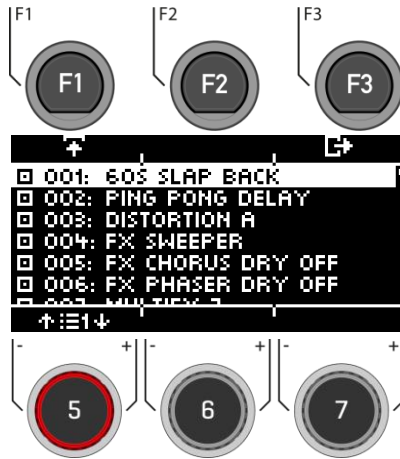 F1 F2 F3
F1 F2 F3
001: 60S SLAP BACK
002: PING PONG DELAY
003: DISTORTION A
004: FX SWEEPER
005: FX CHORUS DRY OFF
006: FX PHASER DRY OFF
1
- + - + - +
5 6 7